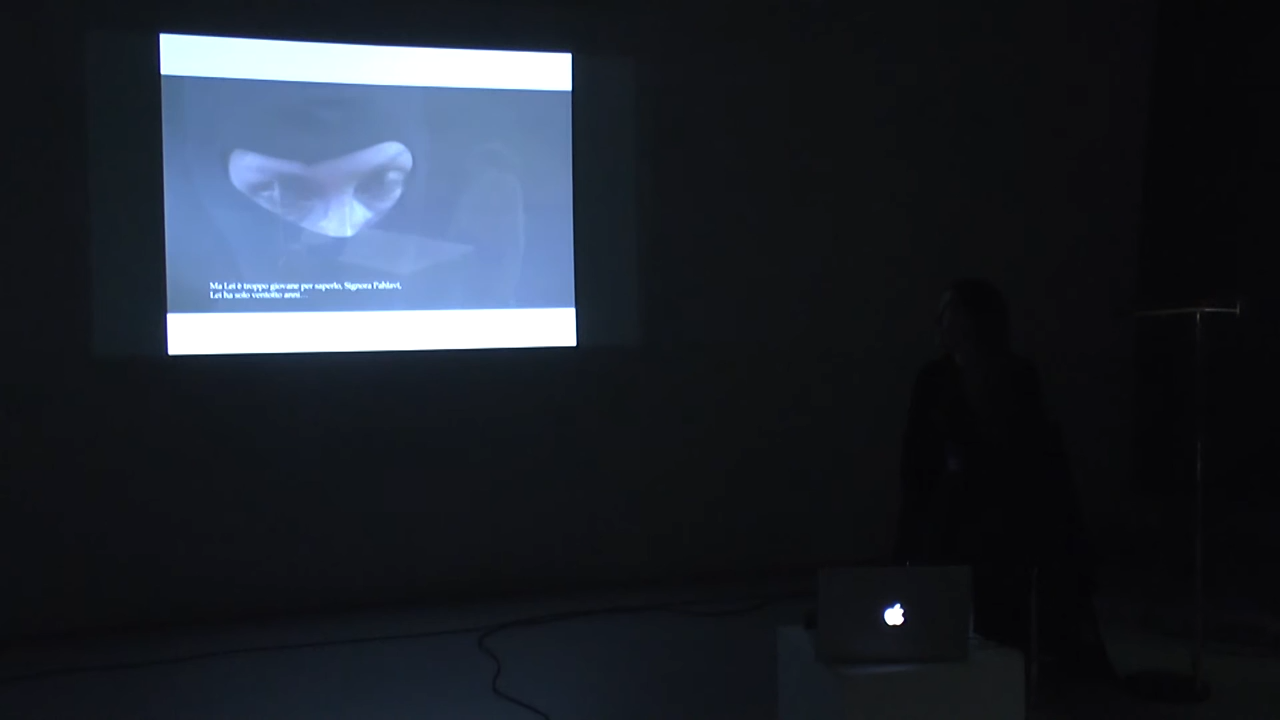 Ma Lei è troppo giovane per saperlo, Signora Pahlavi,
Lei ha solo ventotto anni...